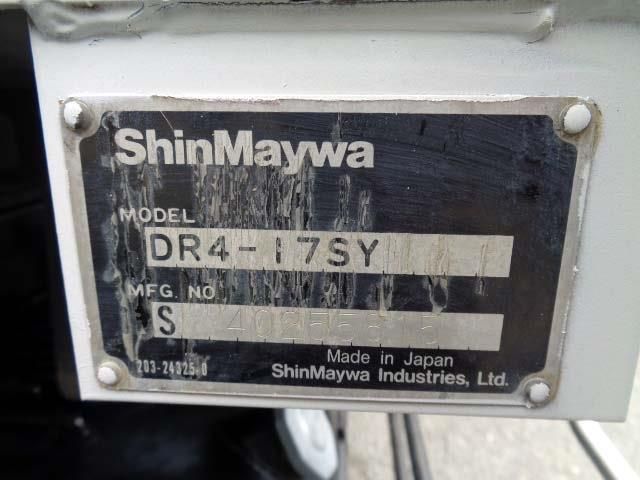 ShinMaywa
MODEL
DR4-17SY
MFG. NO.
S
Made in Japan
203-24325-0
ShinMaywa Industries, Ltd.